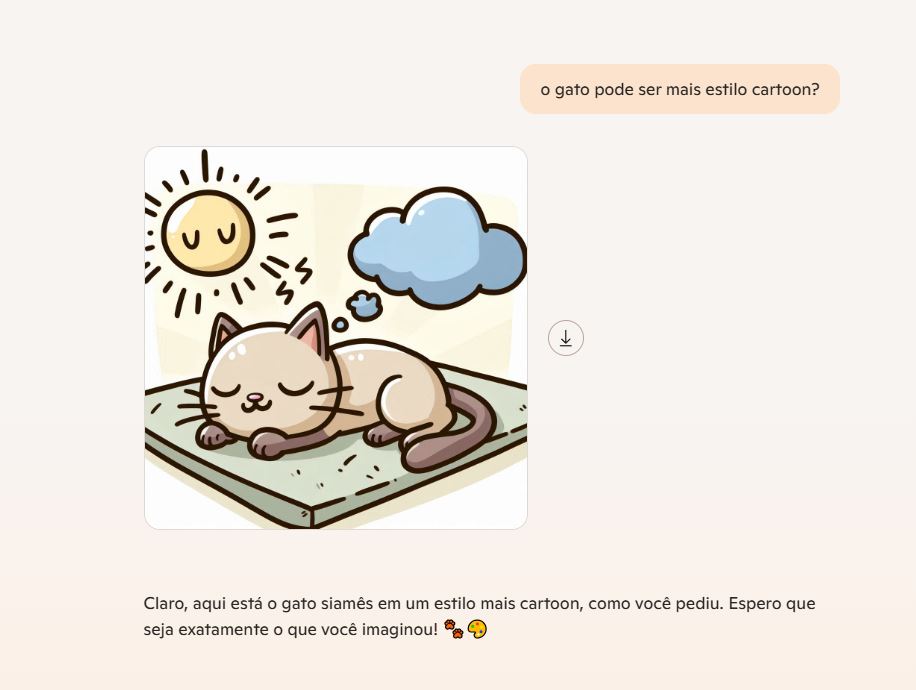 o gato pode ser mais estilo cartoon?
Claro, aqui está o gato siamês em um estilo mais cartoon, como você pediu. Espero que
seja exatamente o que você imaginou! 🐾🎨